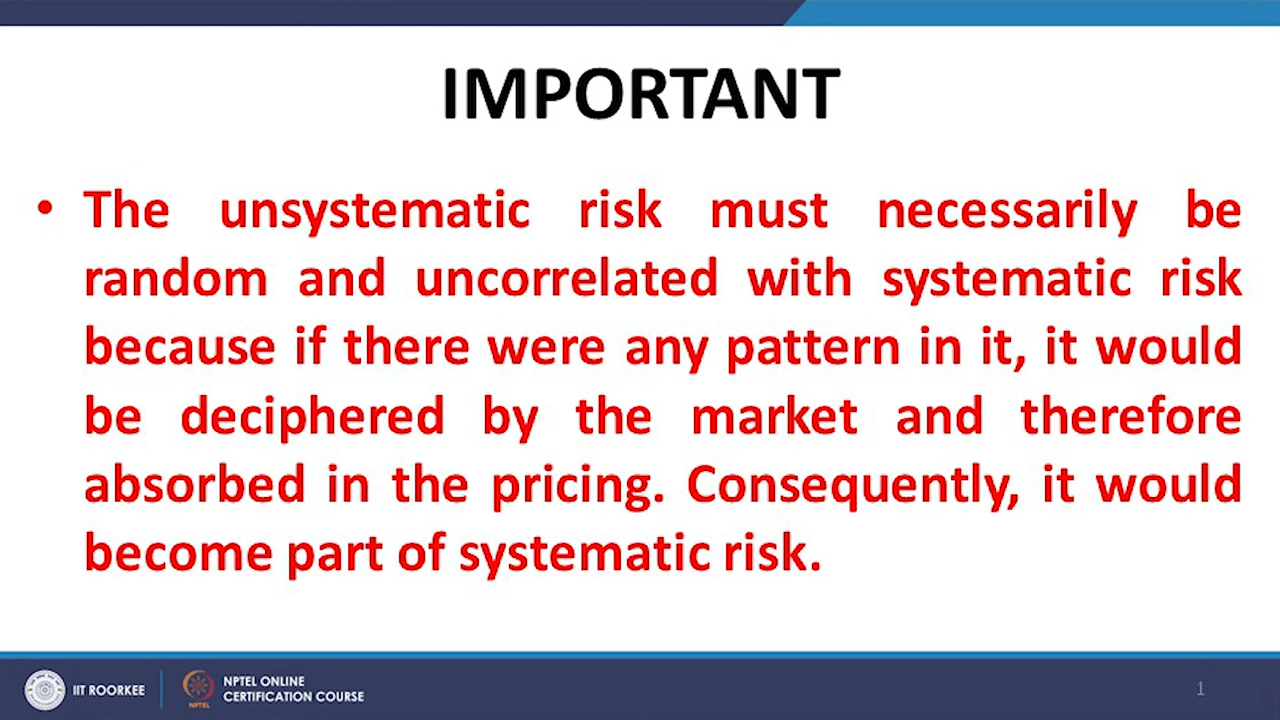 IMPORTANT
• The unsystematic risk must necessarily be
random and uncorrelated with systematic risk
because if there were any pattern in it, it would
be deciphered by the market and therefore
absorbed in the pricing. Consequently, it would
become part of systematic risk.
IIT ROORKEE
NPTEL
NPTEL ONLINE
CERTIFICATION COURSE
1